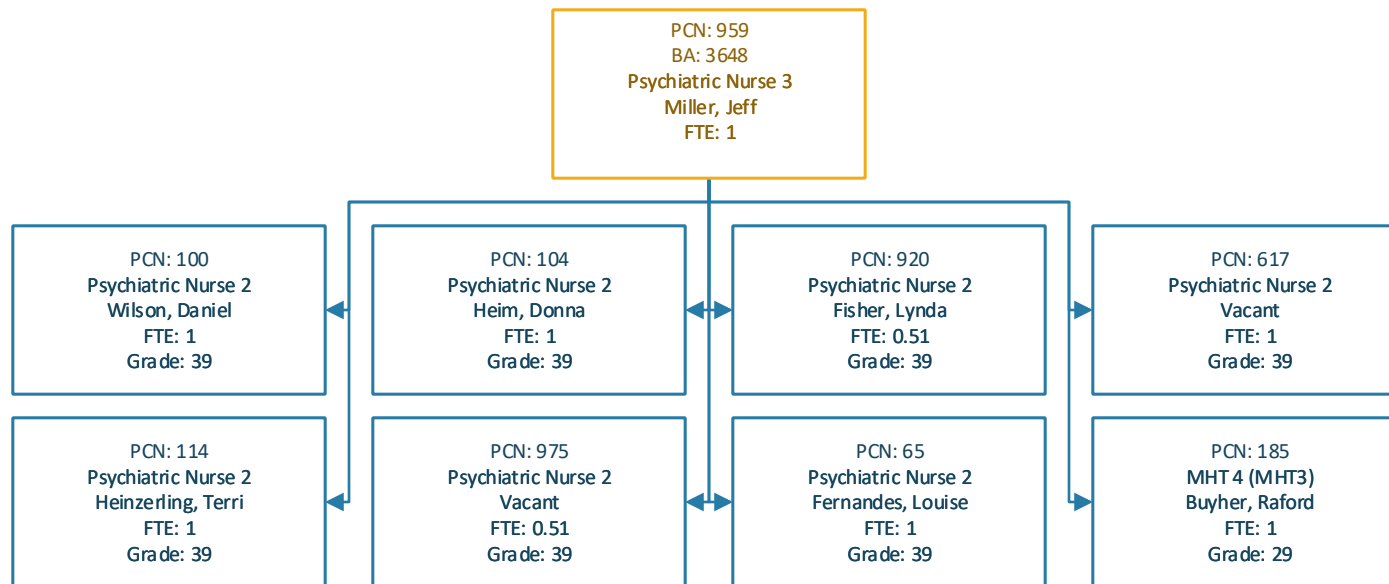 PCN: 959
BA: 3648
Psychiatric Nurse 3
Miller, Jeff
FTE: 1
PCN: 100
Psychiatric Nurse 2
Wilson, Daniel
FTE: 1
Grade: 39
PCN: 104
Psychiatric Nurse 2
Heim, Donna
FTE: 1
Grade: 39
PCN: 920
Psychiatric Nurse 2
Fisher, Lynda
FTE: 0.51
Grade: 39
PCN: 617
Psychiatric Nurse 2
Vacant
FTE: 1
Grade: 39
PCN: 114
Psychiatric Nurse 2
Heinzerling, Terri
FTE: 1
Grade: 39
PCN: 975
Psychiatric Nurse 2
Vacant
FTE: 0.51
Grade: 39
PCN: 65
Psychiatric Nurse 2
Fernandes, Louise
FTE: 1
Grade: 39
PCN: 185
MHT 4 (MHT3)
Buyher, Raford
FTE: 1
Grade: 29